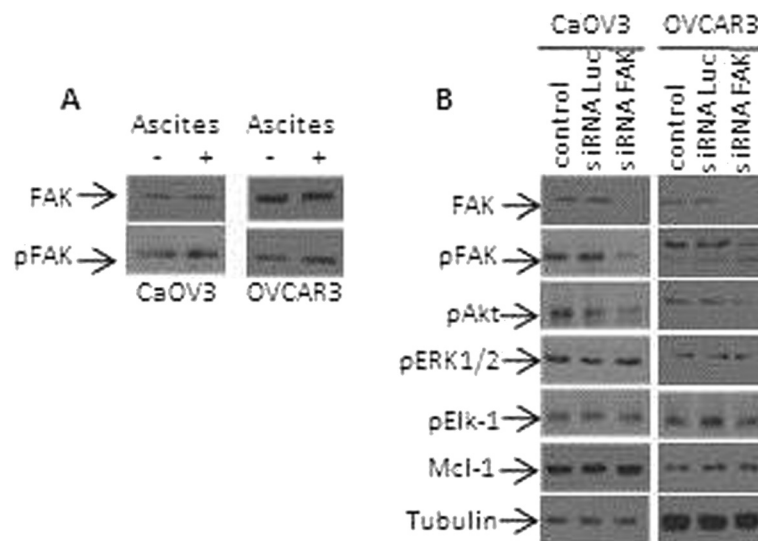 A
Ascites Ascites
- + - +
FAK
pFAK
CaOV3 OVCAR3
B
CaOV3 OVCAR3
control siRNA Luc siRNA FAK control siRNA Luc siRNA FAK
FAK
pFAK
pAkt
pERK1/2
pElk-1
Mcl-1
Tubulin